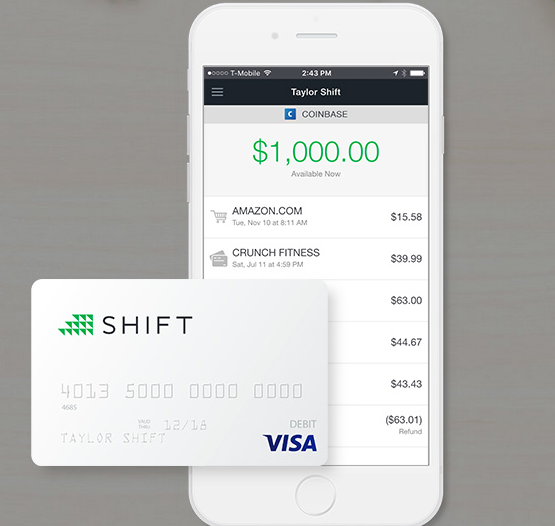 T-Mobile 2:43 PM
Taylor Shift
COINBASE
$1,000.00
Available Now
AMAZON.COM
Tue, Nov 10 at 8:11 AM
$15.58
CRUNCH FITNESS
Sat, Jul 11 at 4:59 PM
$39.99
$63.00
$44.67
$43.43
($63.01)
Refund
SHIFT
4013 5000 0000 0000
4685
VALID THRU 12/18
TAYLOR SHIFT
DEBIT
VISA